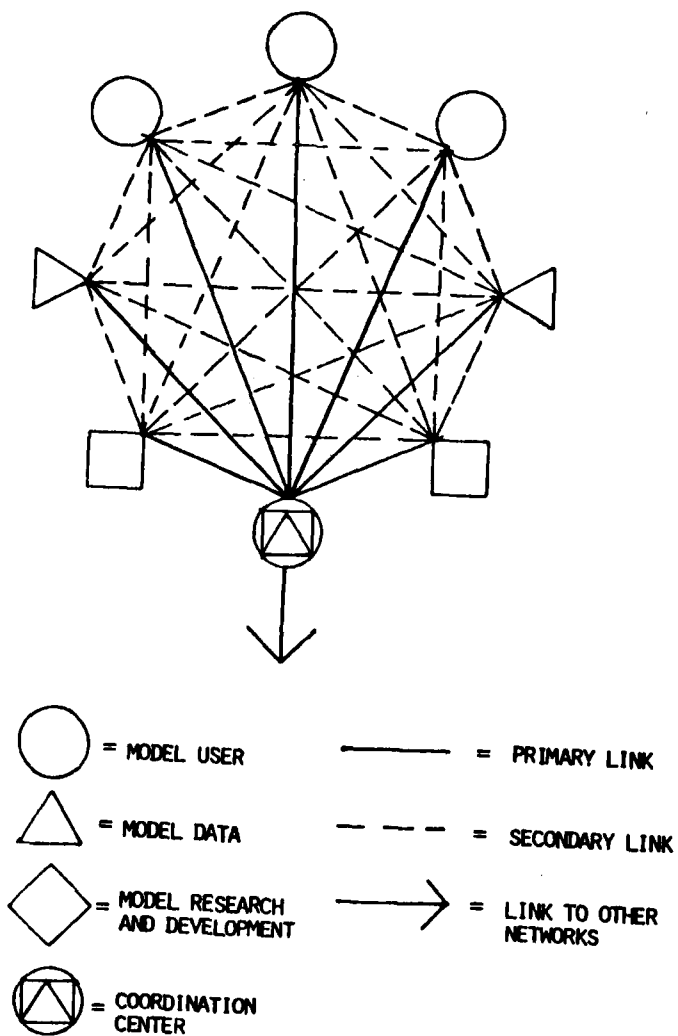 = MODEL USER
= PRIMARY LINK
= MODEL DATA
= SECONDARY LINK
= MODEL RESEARCH
AND DEVELOPMENT
= LINK TO OTHER
NETWORKS
= COORDINATION
CENTER